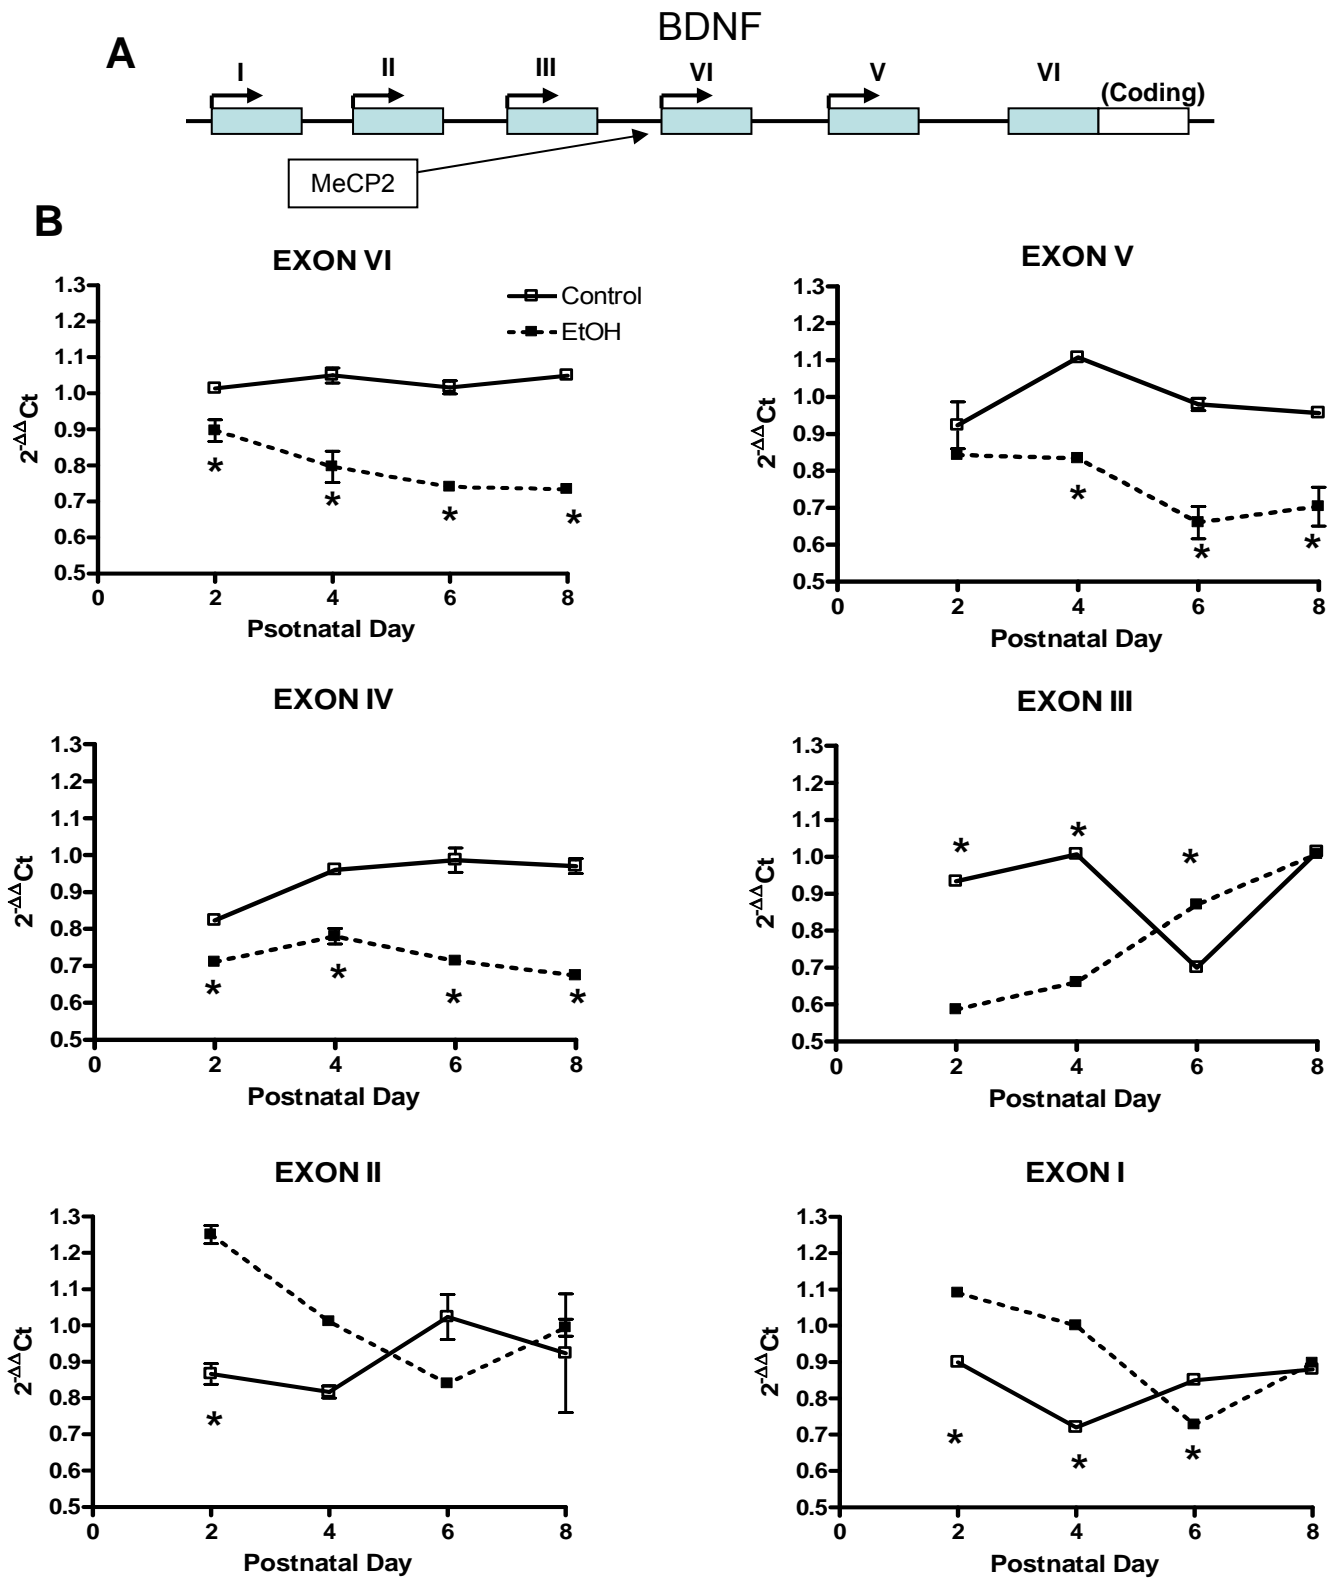 BDNF
A
I II III VI V VI
(Coding)
MeCP2
B
EXON VI
1.3
1.2
1.1
1.0
0.9
0.8
0.7
0.6
0.5
2-ΔΔCt
Control
EtOH
*
*
*
*
0 2 4 6 8
Psotnatal Day
EXON V
1.3
1.2
1.1
1.0
0.9
0.8
0.7
0.6
0.5
2-ΔΔCt
*
*
*
0 2 4 6 8
Postnatal Day
EXON IV
1.3
1.2
1.1
1.0
0.9
0.8
0.7
0.6
0.5
2-ΔΔCt
*
*
*
*
0 2 4 6 8
Postnatal Day
EXON III
1.3
1.2
1.1
1.0
0.9
0.8
0.7
0.6
0.5
2-ΔΔCt
*
*
*
0 2 4 6 8
Postnatal Day
EXON II
1.3
1.2
1.1
1.0
0.9
0.8
0.7
0.6
0.5
2-ΔΔCt
*
0 2 4 6 8
Postnatal Day
EXON I
1.3
1.2
1.1
1.0
0.9
0.8
0.7
0.6
0.5
2-ΔΔCt
*
*
*
0 2 4 6 8
Postnatal Day